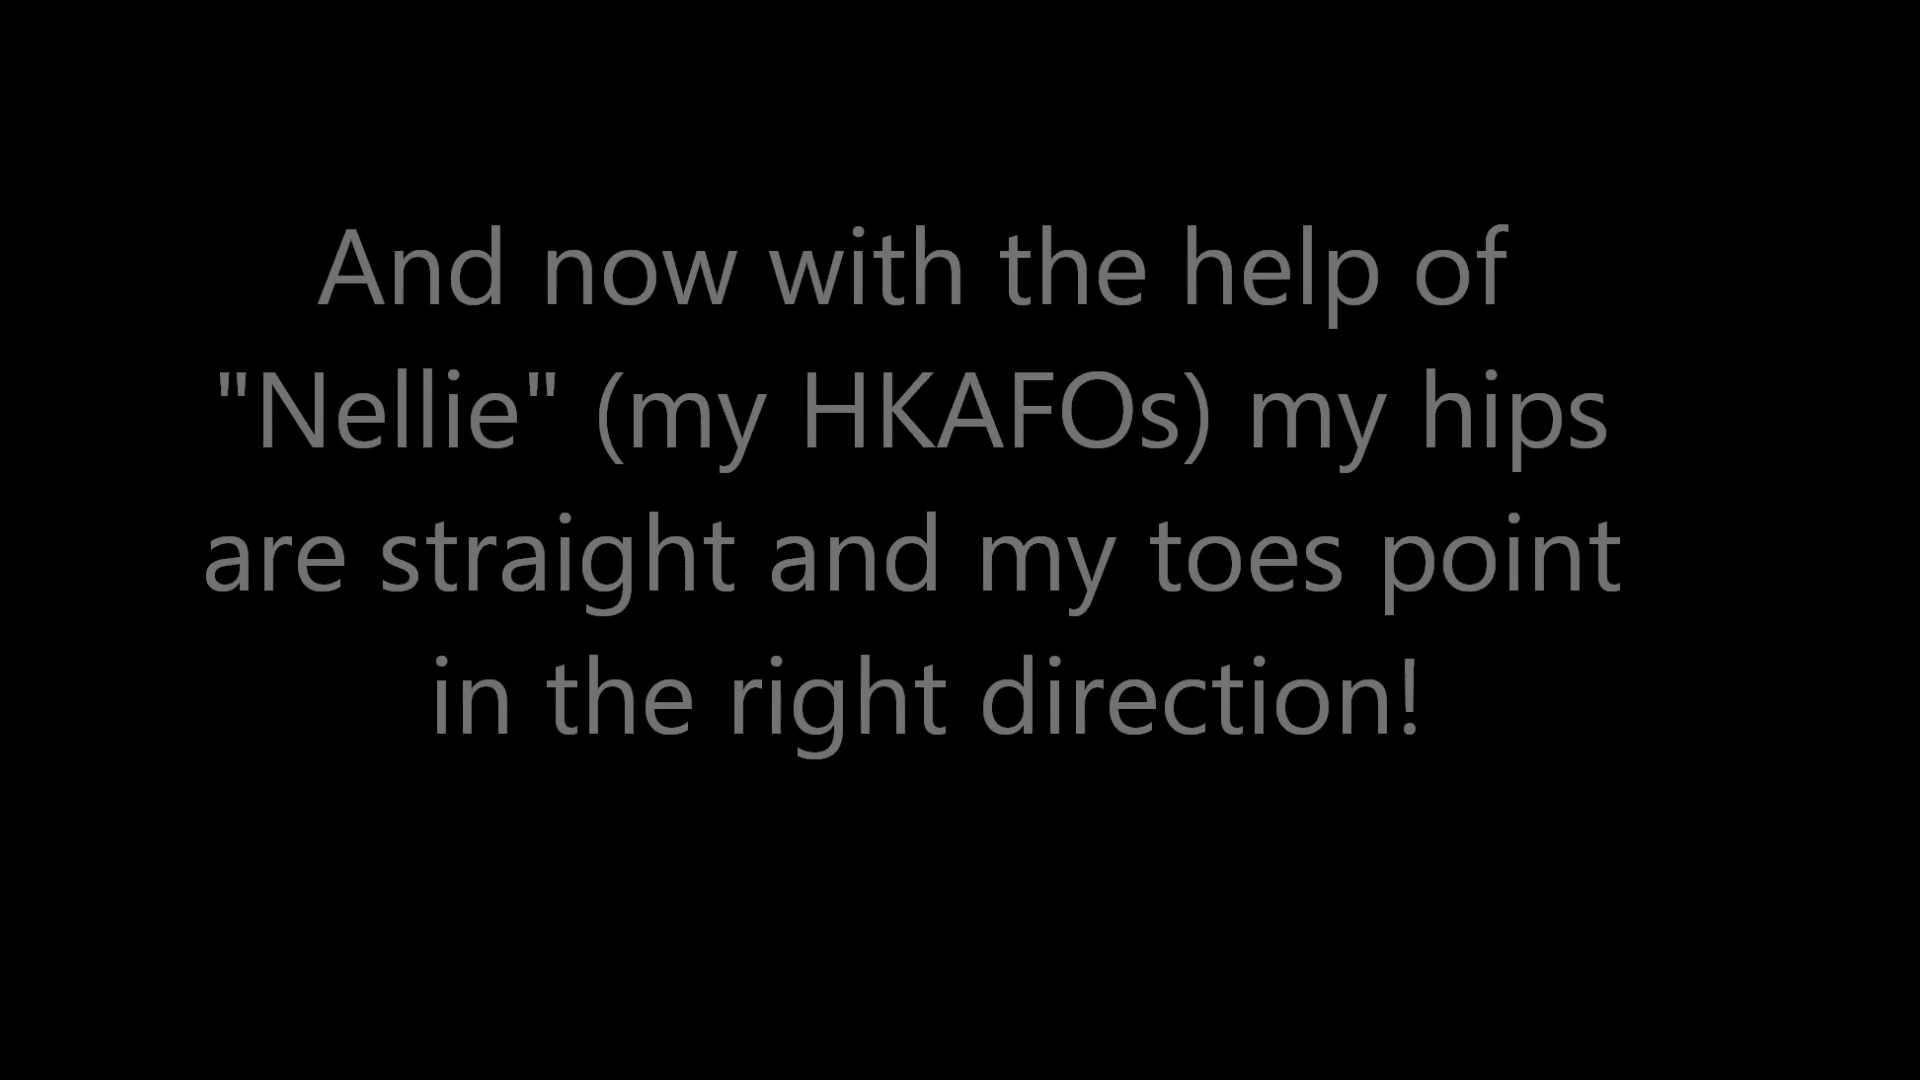 And now with the help of
"Nellie" (my HKAFOs) my hips
are straight and my toes point
in the right direction!